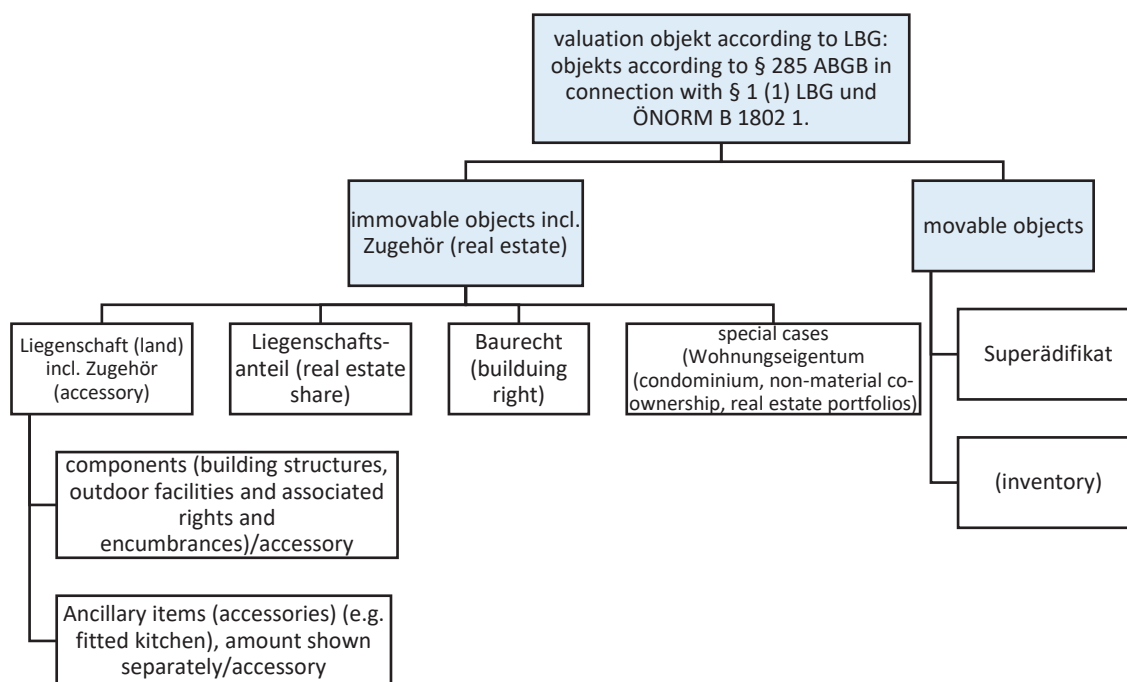 valuation objekt according to LBG:
objekts according to § 285 ABGB in
connection with § 1 (1) LBG und
ÖNORM B 1802 1.
immovable objects incl.
Zugehör (real estate)
movable objects
Liegenschaft (land)
incl. Zugehör
(accessory)
Liegenschafts-
anteil (real estate
share)
Baurecht
(builduing
right)
special cases
(Wohnungseigentum
(condominium, non-material co-
ownership, real estate portfolios)
Superädifikat
(inventory)
components (building structures,
outdoor facilities and associated
rights and
encumbrances)/accessory
Ancillary items (accessories) (e.g.
fitted kitchen), amount shown
separately/accessory